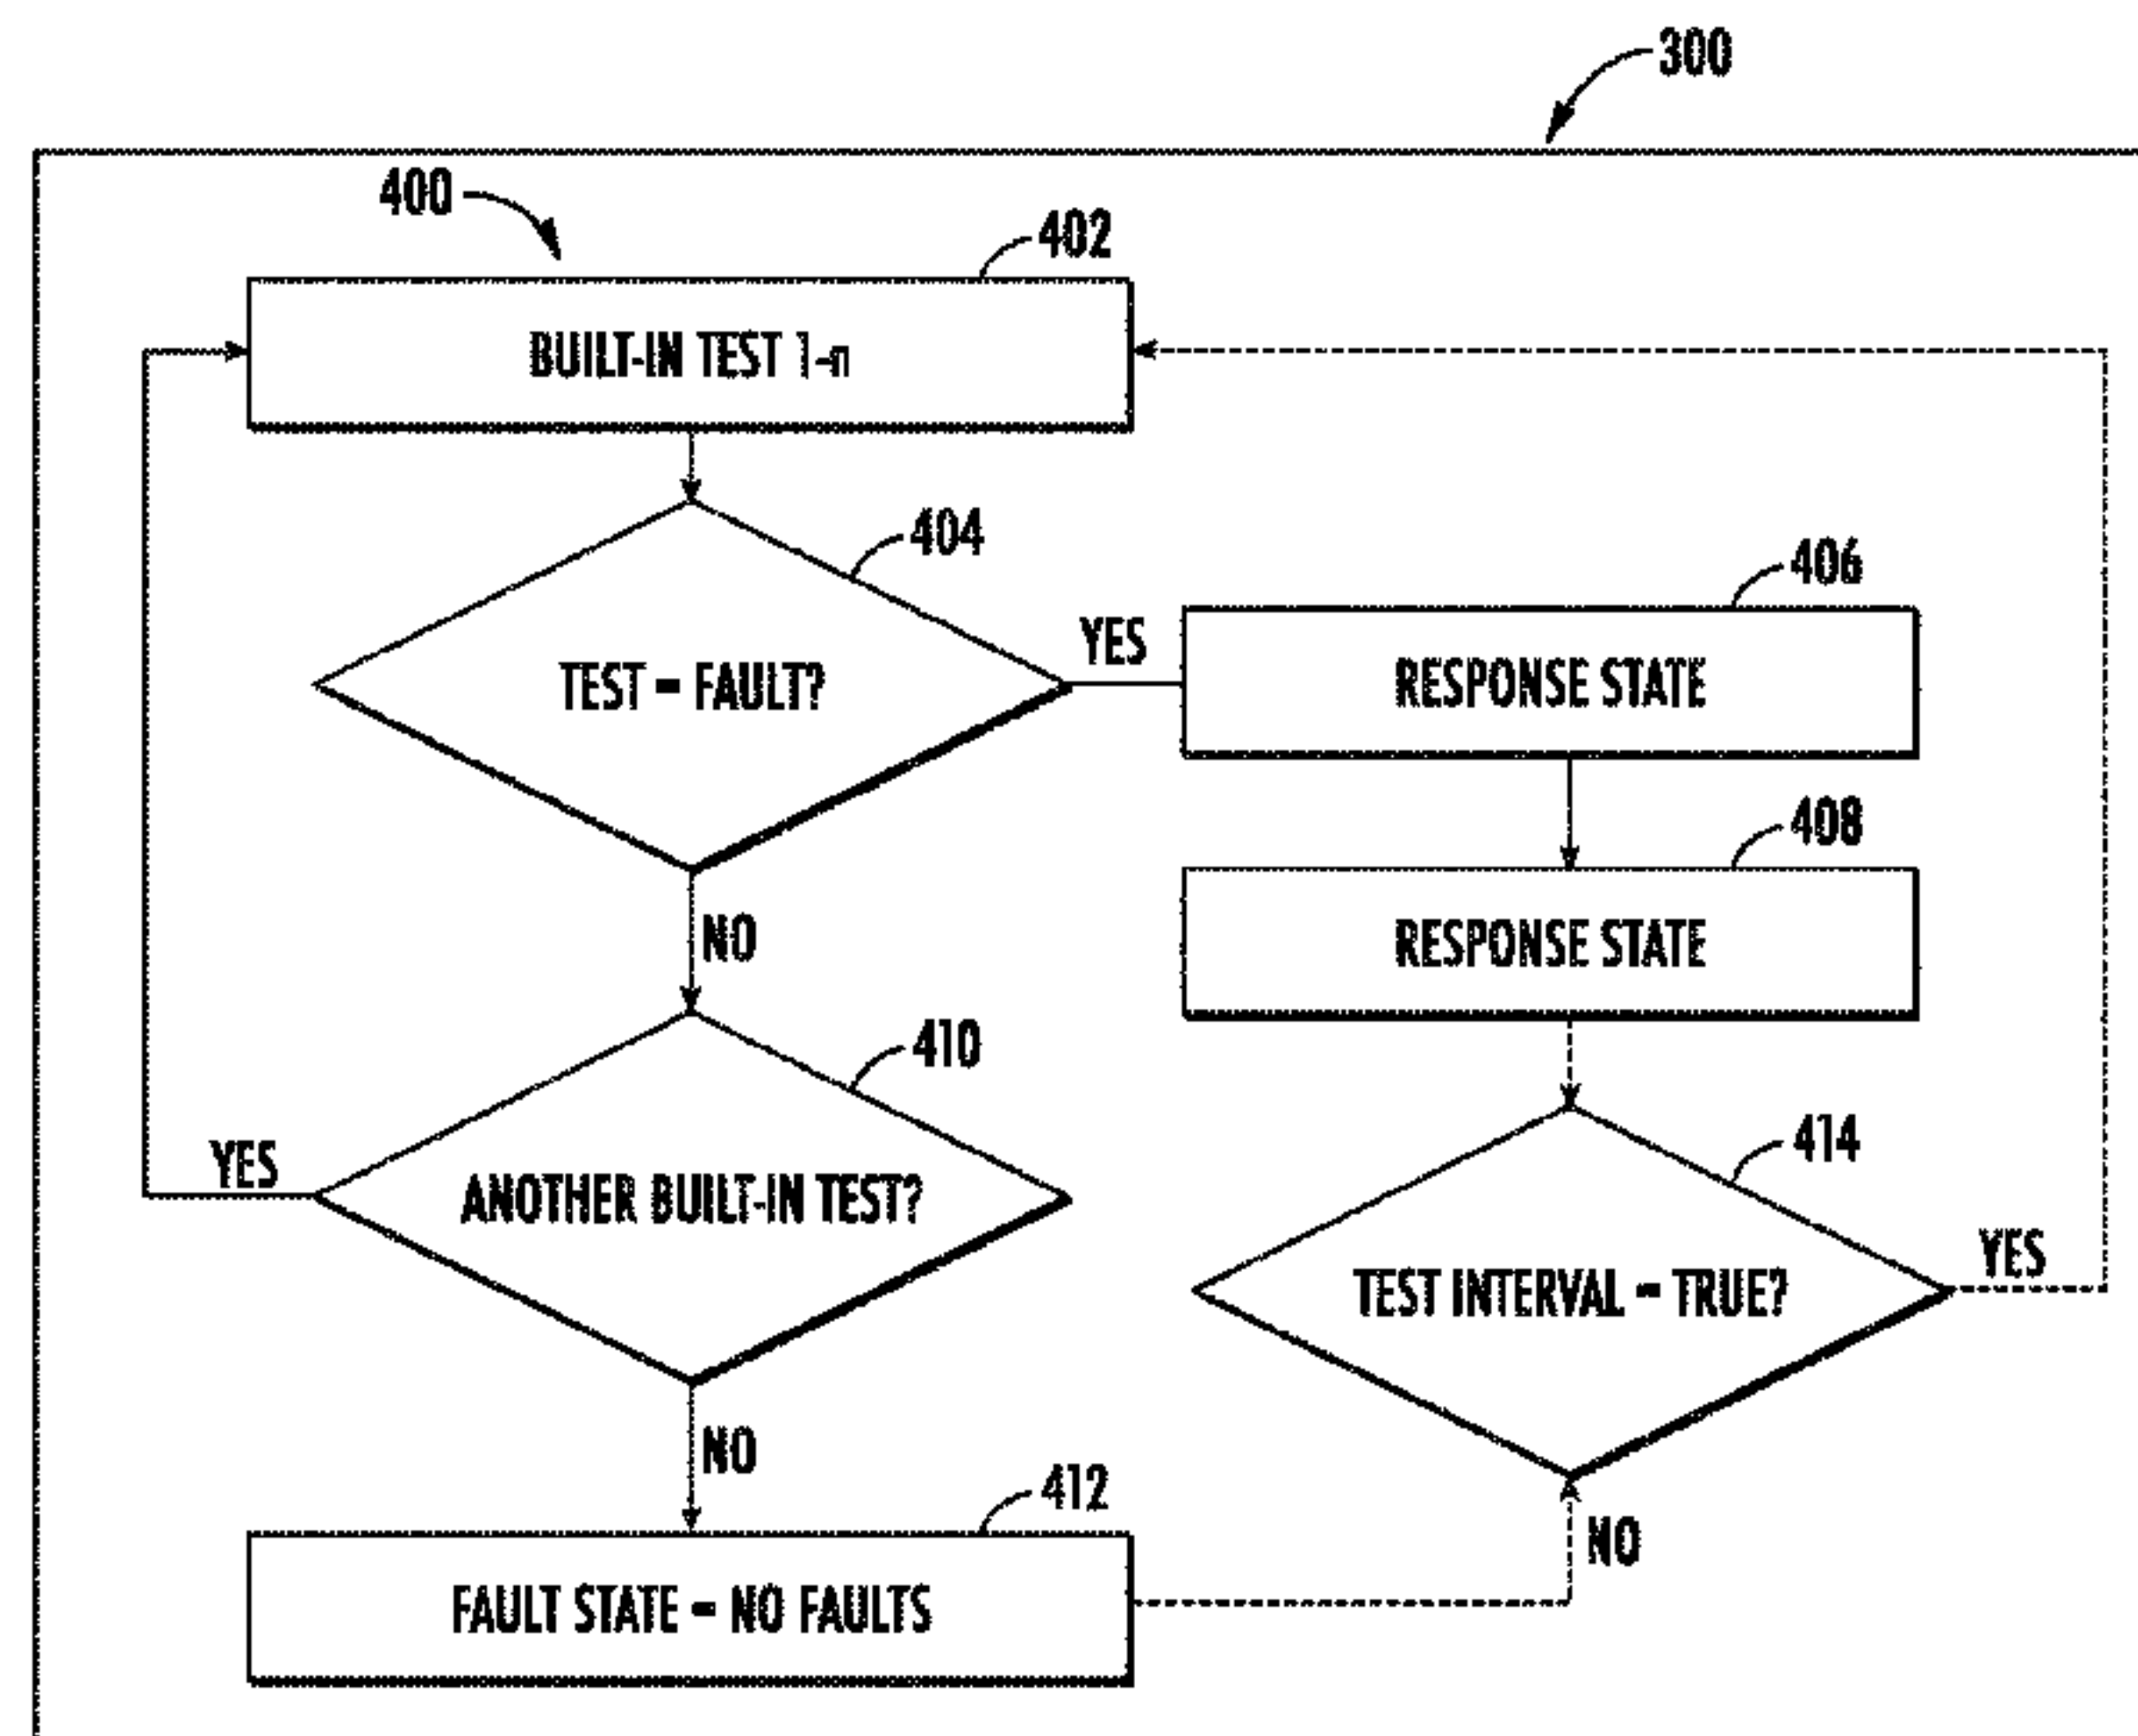 300
400
402
BUILT-IN TEST 1-n
404
406
YES
TEST = FAULT?
RESPONSE STATE
408
NO
RESPONSE STATE
410
414
YES
ANOTHER BUILT-IN TEST?
YES
TEST INTERVAL = TRUE?
NO
412
NO
FAULT STATE = NO FAULTS